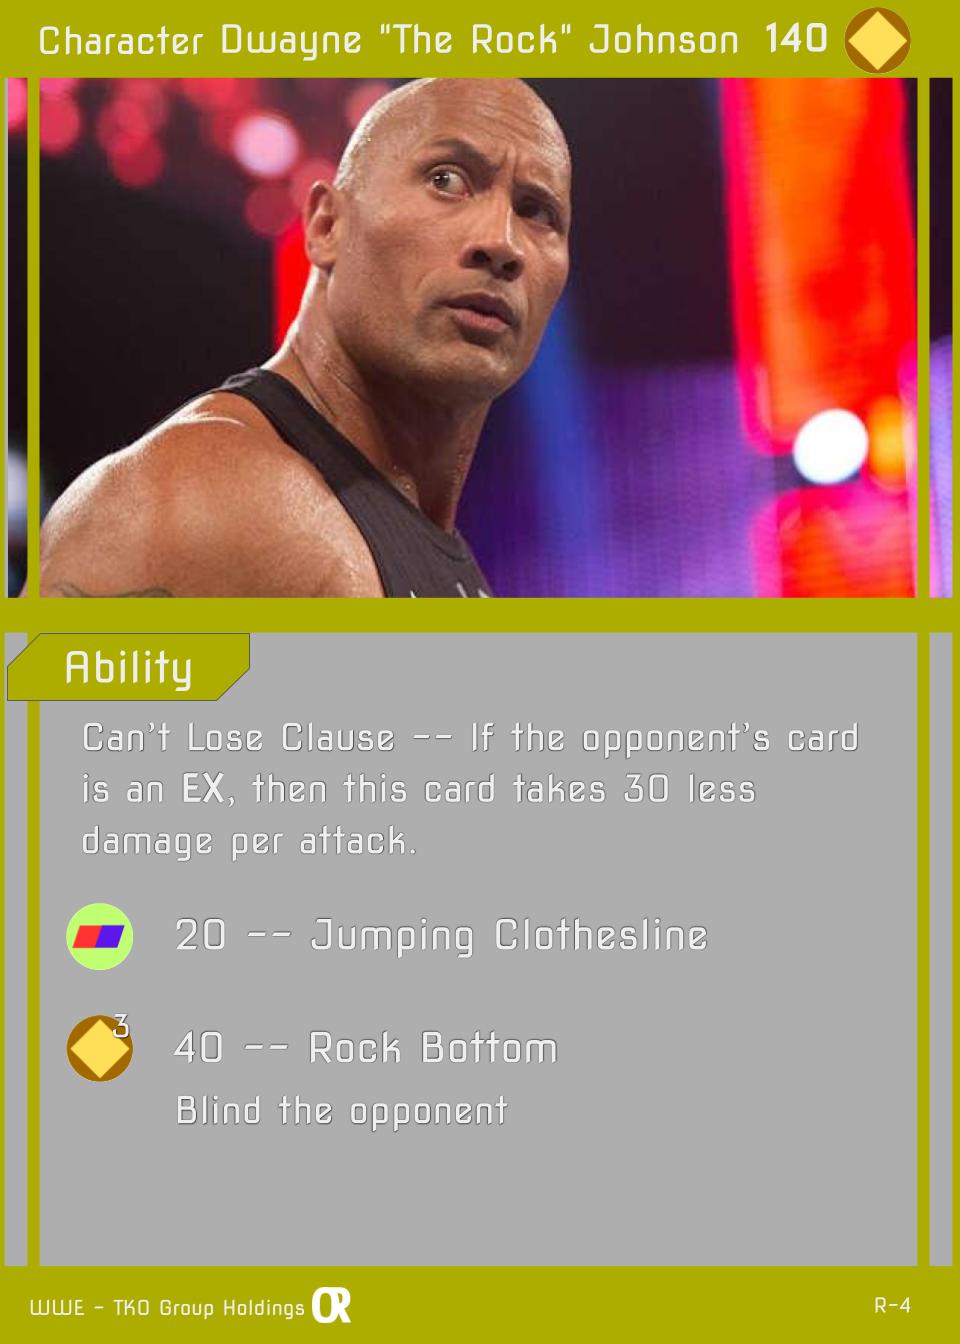 Character Dwayne "The Rock" Johnson 140
Ability
Can't Lose Clause -- If the opponent's card
is an EX, then this card takes 30 less
damage per attack.
20 -- Jumping Clothesline
3
40 -- Rock Bottom
Blind the opponent
WWE - TKO Group Holdings OR
R-4